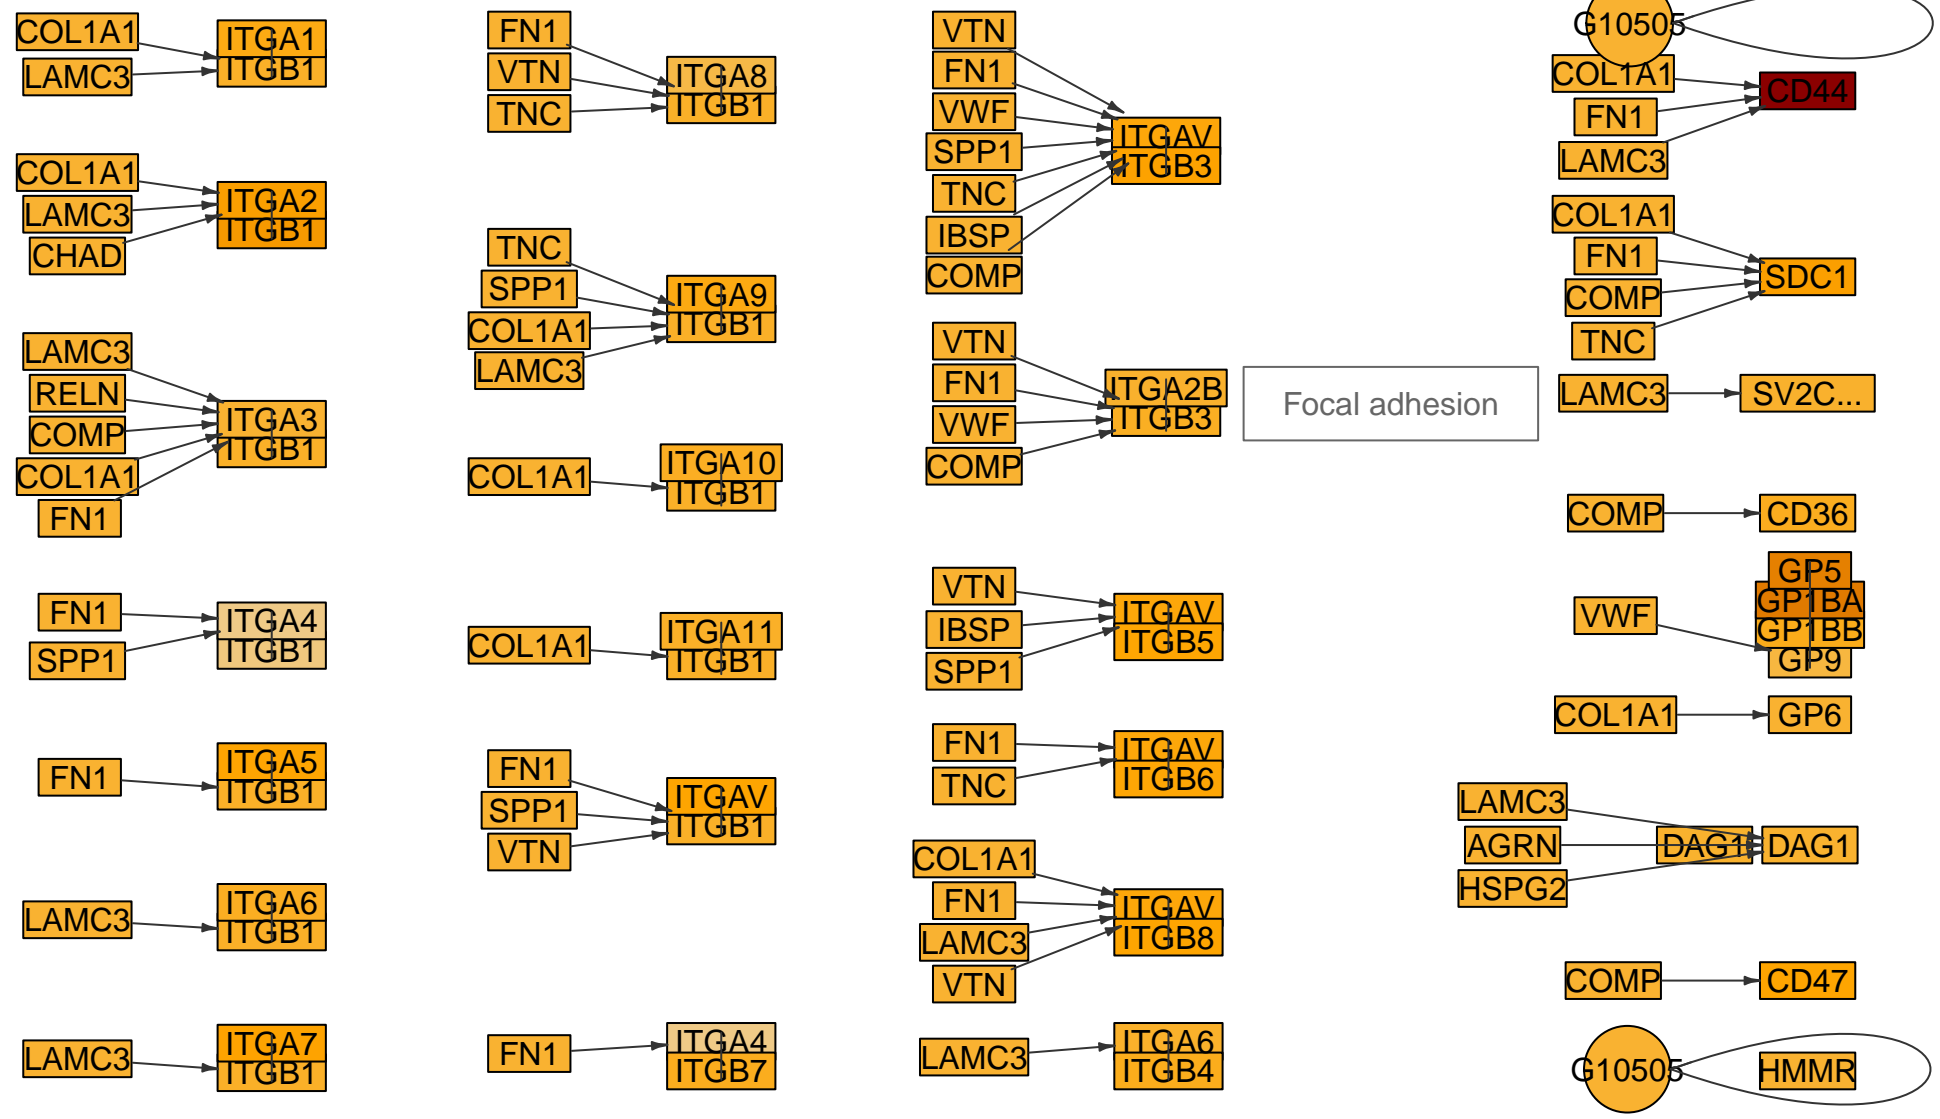 COL1A1
LAMC3
ITGA1
ITGB1
COL1A1
LAMC3
CHAD
ITGA2
ITGB1
LAMC3
RELN
COMP
COL1A1
FN1
ITGA3
ITGB1
FN1
SPP1
ITGA4
ITGB1
FN1
ITGA5
ITGB1
LAMC3
ITGA6
ITGB1
LAMC3
ITGA7
ITGB1
FN1
VTN
TNC
ITGA8
ITGB1
TNC
SPP1
COL1A1
LAMC3
ITGA9
ITGB1
COL1A1
ITGA10
ITGB1
COL1A1
ITGA11
ITGB1
FN1
SPP1
VTN
ITGAV
ITGB1
FN1
ITGA4
ITGB7
VTN
FN1
VWF
SPP1
TNC
IBSP
COMP
ITGAV
ITGB3
VTN
FN1
VWF
COMP
ITGA2B
ITGB3
Focal adhesion
VTN
IBSP
SPP1
ITGAV
ITGB5
FN1
TNC
ITGAV
ITGB6
COL1A1
FN1
LAMC3
VTN
ITGAV
ITGB8
LAMC3
ITGA6
ITGB4
G10505
COL1A1
FN1
LAMC3
CD44
COL1A1
FN1
COMP
TNC
SDC1
LAMC3
SV2C...
COMP
CD36
VWF
GP5
GP1BA
GP1BB
GP9
COL1A1
GP6
LAMC3
AGRN
HSPG2
DAG1
DAG1
COMP
CD47
G10505
HMMR